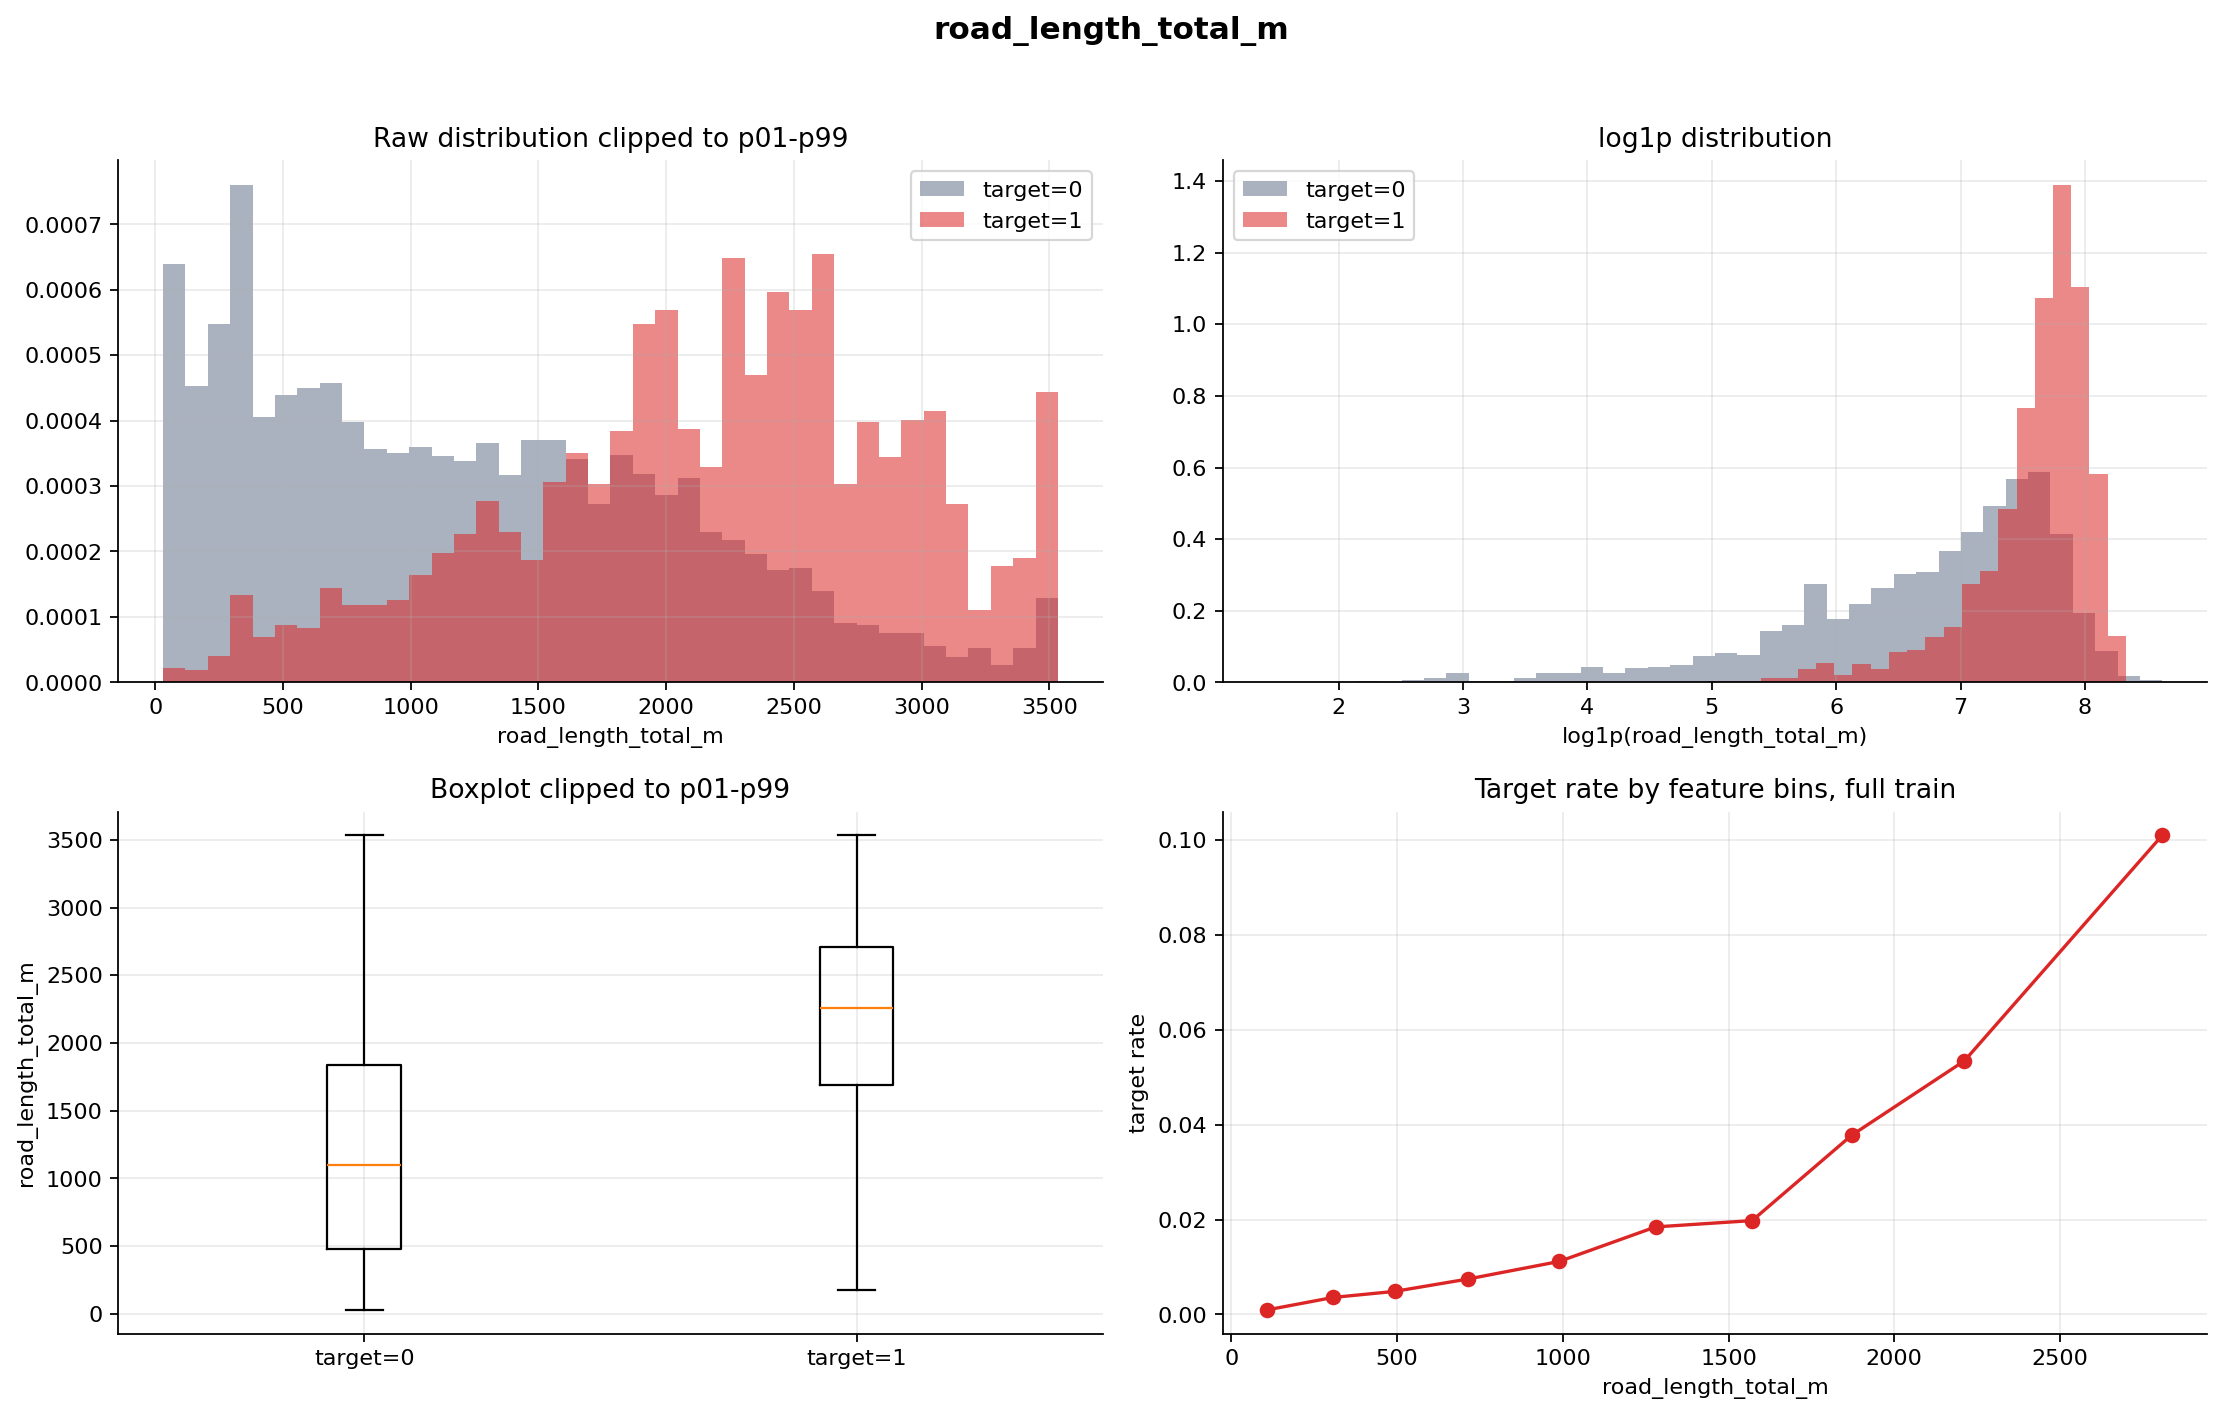 road_length_total_m
Raw distribution clipped to p01-p99
target=0
target=1
0.0007
0.0006
0.0005
0.0004
0.0003
0.0002
0.0001
0.0000
0 500 1000 1500 2000 2500 3000 3500
road_length_total_m
log1p distribution
target=0
target=1
1.4
1.2
1.0
0.8
0.6
0.4
0.2
0.0
2 3 4 5 6 7 8
log1p(road_length_total_m)
Boxplot clipped to p01-p99
road_length_total_m
3500
3000
2500
2000
1500
1000
500
0
target=0 target=1
Target rate by feature bins, full train
target rate
0.10
0.08
0.06
0.04
0.02
0.00
0 500 1000 1500 2000 2500
road_length_total_m